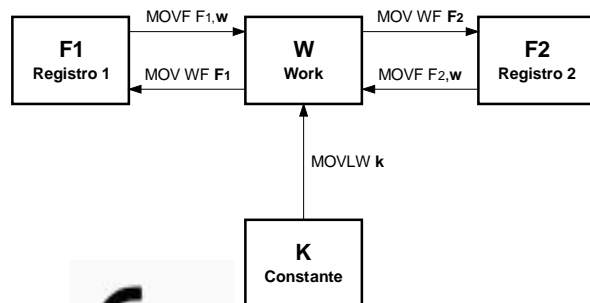 MOVF F1,w
MOV WF F2
F1
Registro 1
W
Work
F2
Registro 2
MOV WF F1
MOVF F2,w
MOVLW k
K
Constante